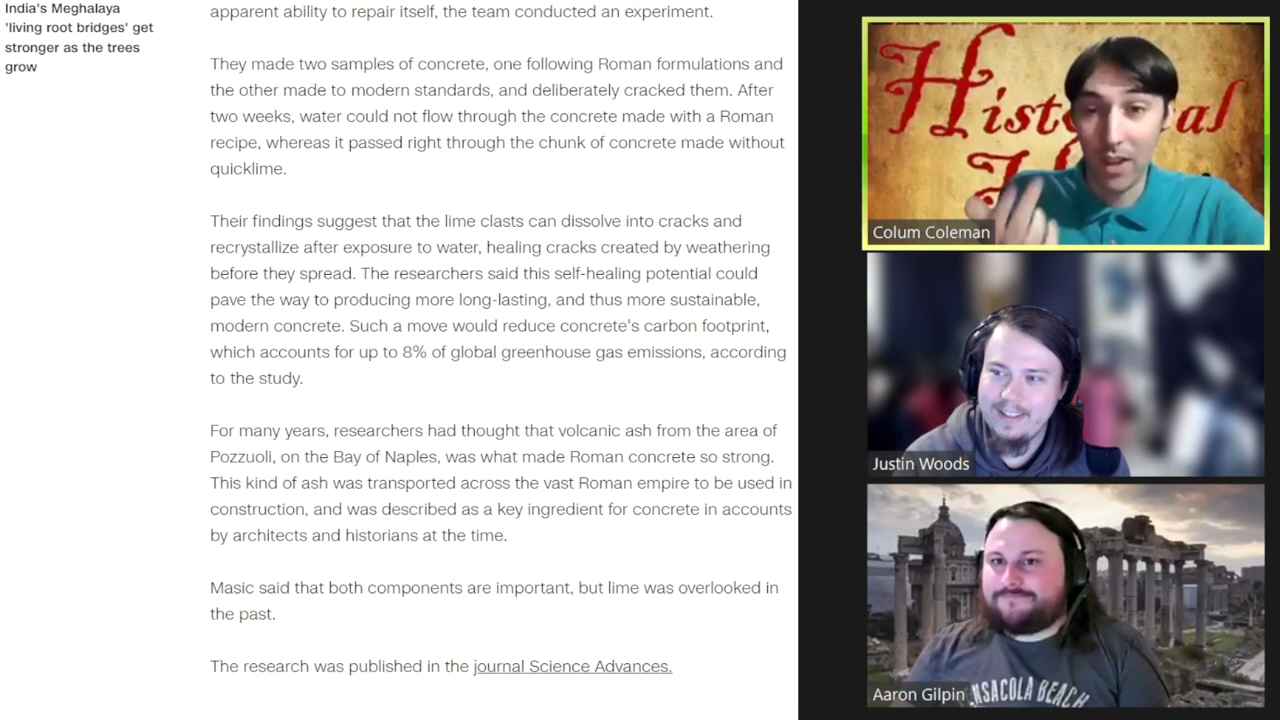 India's Meghalaya
'living root bridges' get
stronger as the trees
grow
apparent ability to repair itself, the team conducted an experiment.
They made two samples of concrete, one following Roman formulations and
the other made to modern standards, and deliberately cracked them. After
two weeks, water could not flow through the concrete made with a Roman
recipe, whereas it passed right through the chunk of concrete made without
quicklime.
Their findings suggest that the lime clasts can dissolve into cracks and
recrystallize after exposure to water, healing cracks created by weathering
before they spread. The researchers said this self-healing potential could
pave the way to producing more long-lasting, and thus more sustainable,
modern concrete. Such a move would reduce concrete's carbon footprint,
which accounts for up to 8% of global greenhouse gas emissions, according
to the study.
For many years, researchers had thought that volcanic ash from the area of
Pozzuoli, on the Bay of Naples, was what made Roman concrete so strong.
This kind of ash was transported across the vast Roman empire to be used in
construction, and was described as a key ingredient for concrete in accounts
by architects and historians at the time.
Masic said that both components are important, but lime was overlooked in
the past.
The research was published in the journal Science Advances.
Colum Coleman
Justin Woods
NSACOLA BEACH
Aaron Gilpin